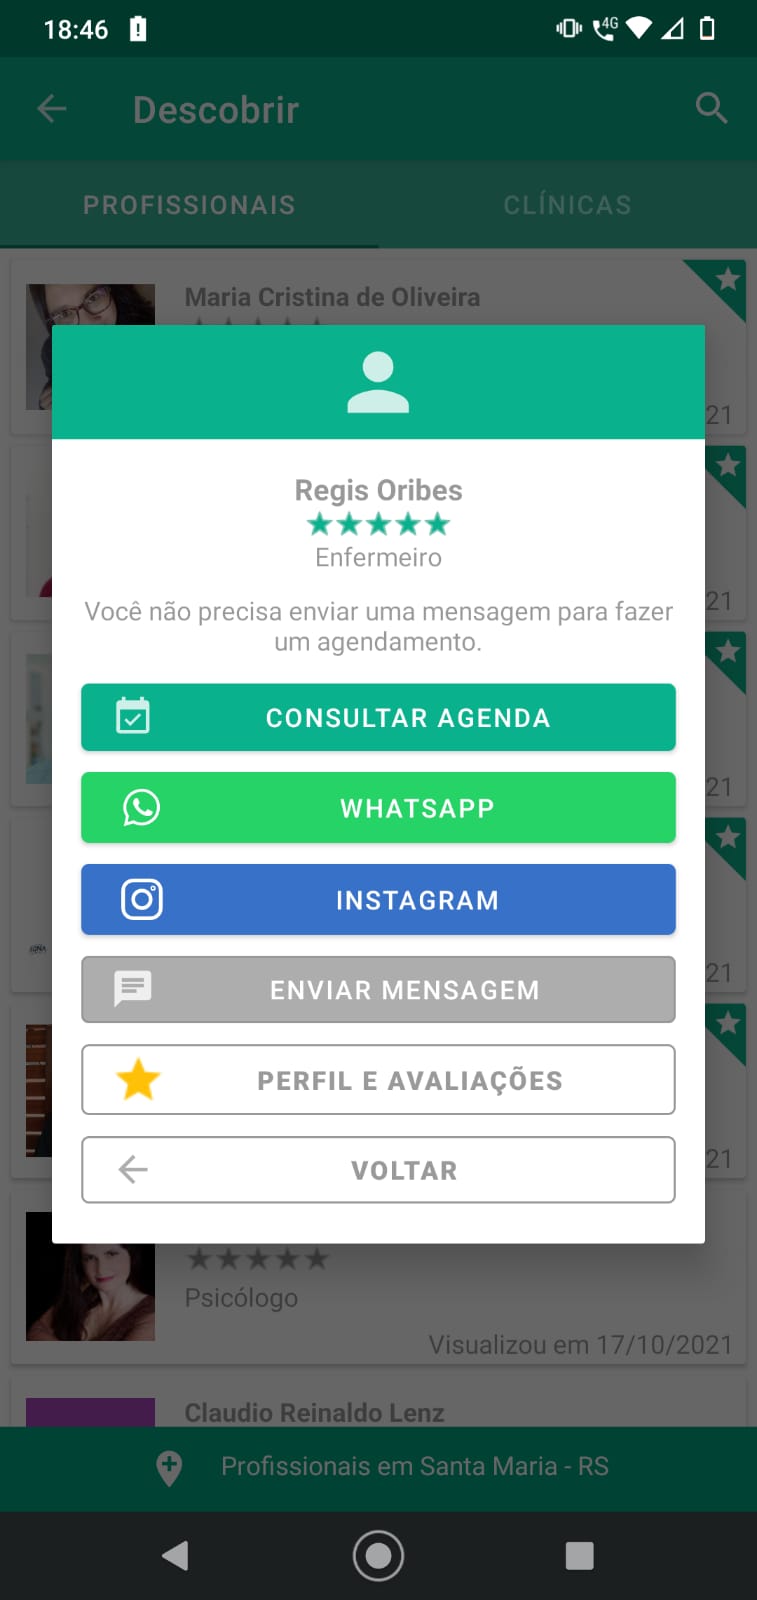 18:46
4G
Descobrir
PROFISSIONAIS
CLÍNICAS
Maria Cristina de Oliveira
21
Regis Oribes
Enfermeiro
21
Você não precisa enviar uma mensagem para fazer
um agendamento.
CONSULTAR AGENDA
21
WHATSAPP
INSTAGRAM
21
ENVIAR MENSAGEM
PERFIL E AVALIAÇÕES
21
VOLTAR
Psicólogo
Visualizou em 17/10/2021
Claudio Reinaldo Lenz
Profissionais em Santa Maria - RS